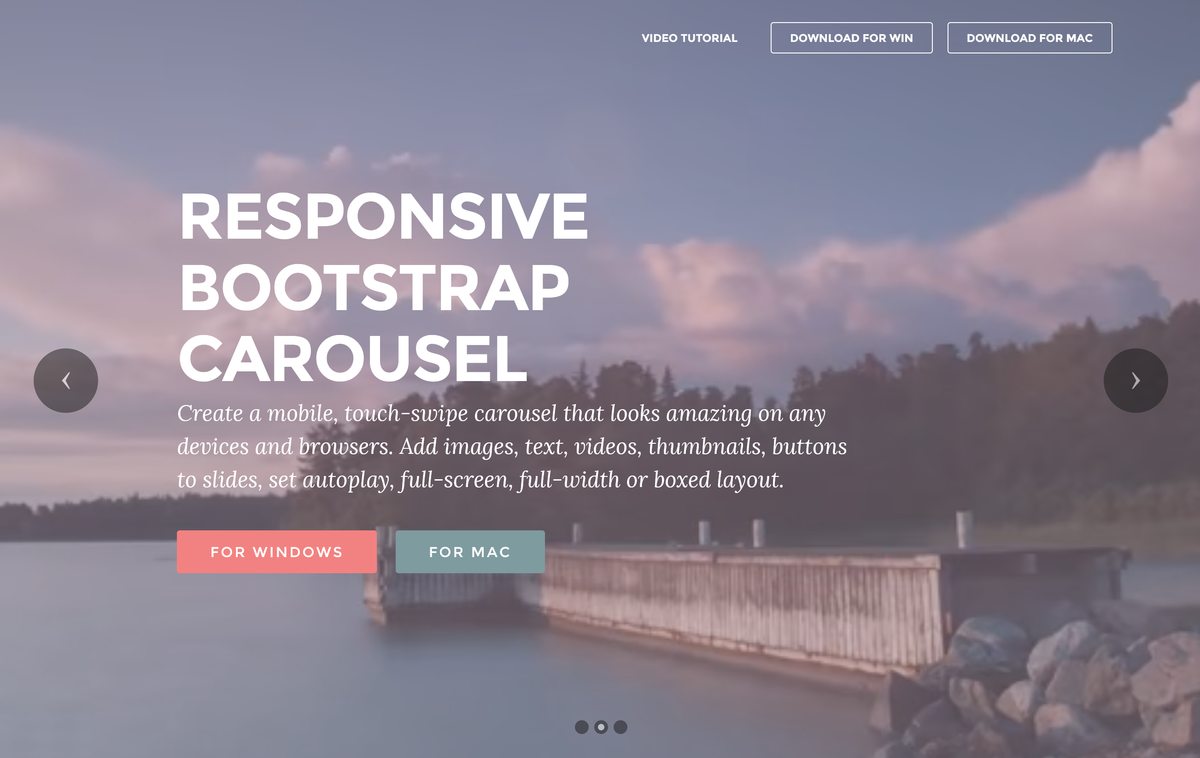 VIDEO TUTORIAL
DOWNLOAD FOR WIN
DOWNLOAD FOR MAC
RESPONSIVE
BOOTSTRAP
CAROUSEL
Create a mobile, touch-swipe carousel that looks amazing on any
devices and browsers. Add images, text, videos, thumbnails, buttons
to slides, set autoplay, full-screen, full-width or boxed layout.
FOR WINDOWS
FOR MAC